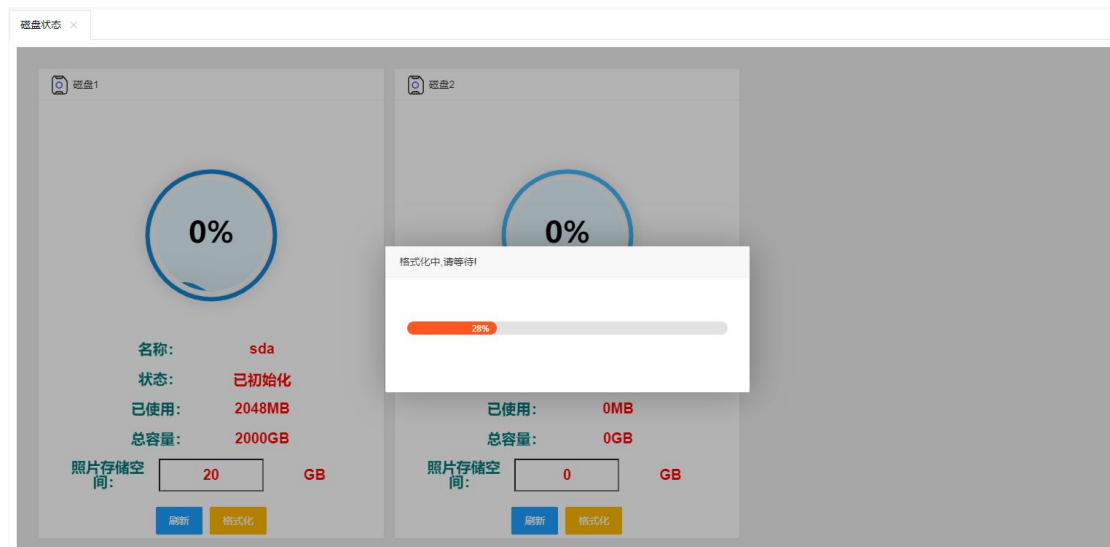 磁盘状态 ×
磁盘1
0%
名称: sda
状态: 已初始化
已使用: 2048MB
总容量: 2000GB
照片存储空
间: 20 GB
刷新 格式化
磁盘2
0%
已使用: 0MB
总容量: 0GB
照片存储空
间: 0 GB
刷新 格式化
格式化中,请等待!
28%